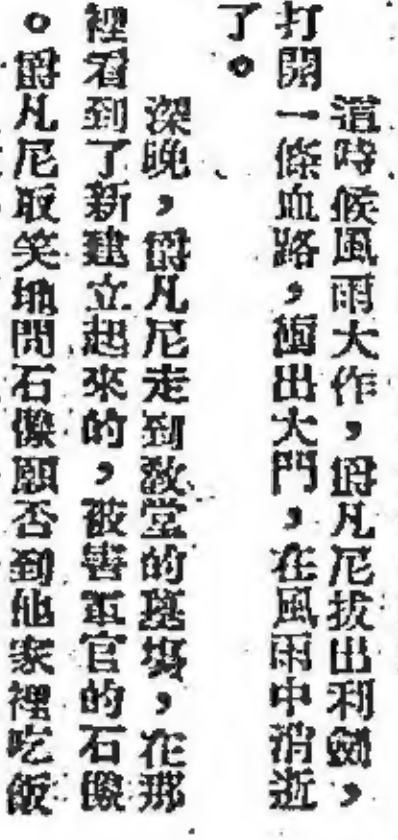 這時候風雨大作，爵凡尼拔出利劍，
打開一條血路，衝出大門，在風雨中消逝
了。
深晚，爵凡尼走到教堂的墓場，在那
裡看到了新建立起來的，被害軍官的石像
。爵凡尼取笑地問石像願否到他家裡吃飯